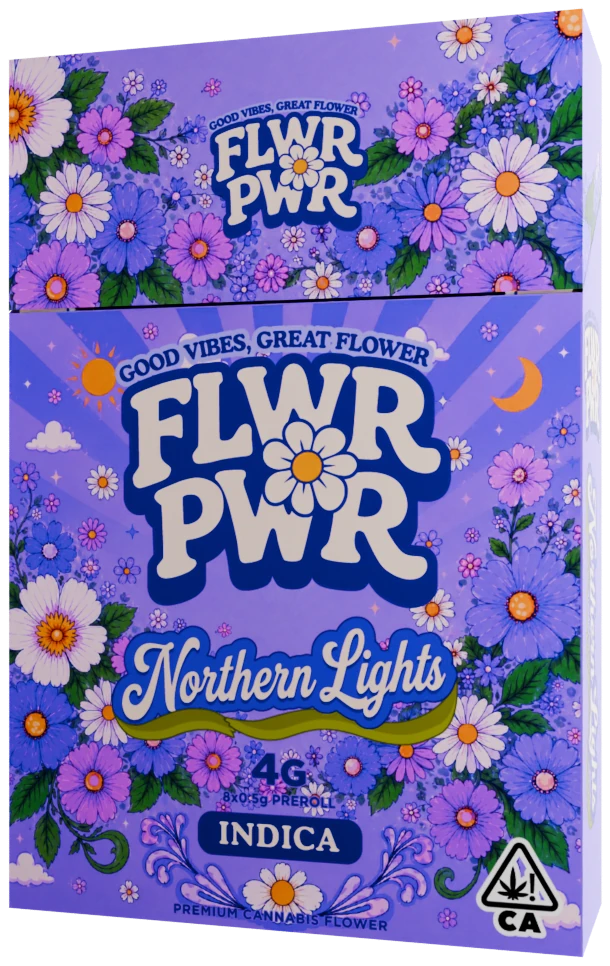 GOOD VIBES, GREAT FLOWER
FLWR
PWR
GOOD VIBES, GREAT FLOWER
FLWR
PWR
Northern Lights
4G
8x0.5g PREROLL
INDICA
PREMIUM CANNABIS FLOWER
CA